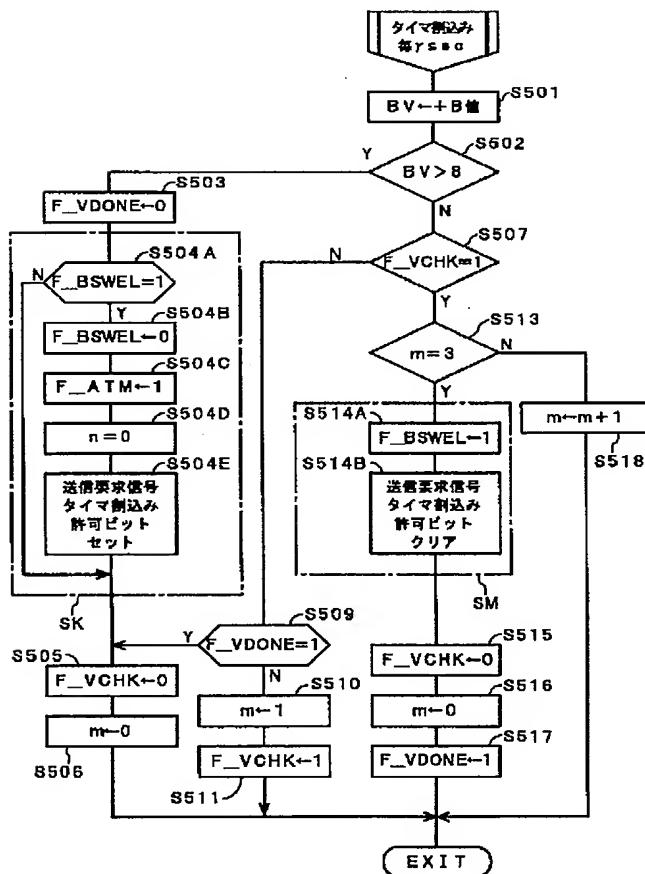 タイマ割込み
毎rsec
S501
BV←+B値
S502
Y
BV>8
N
S503
F_VDONE←0
S507
N
F_VCHK=1
Y
S504A
N
F_BSWEL=1
Y
S504B
F_BSWEL←0
S504C
F_ATM←1
S504D
n=0
S504E
送信要求信号
タイマ割込み
許可ビット
セット
SK
S513
m=3
N
Y
S514A
F_BSWEL←1
S514B
送信要求信号
タイマ割込み
許可ビット
クリア
SM
m←m+1
S518
S509
Y
F_VDONE=1
N
S505
F_VCHK←0
m←0
S506
S510
m←1
F_VCHK←1
S511
S515
F_VCHK←0
S516
m←0
S517
F_VDONE←1
EXIT